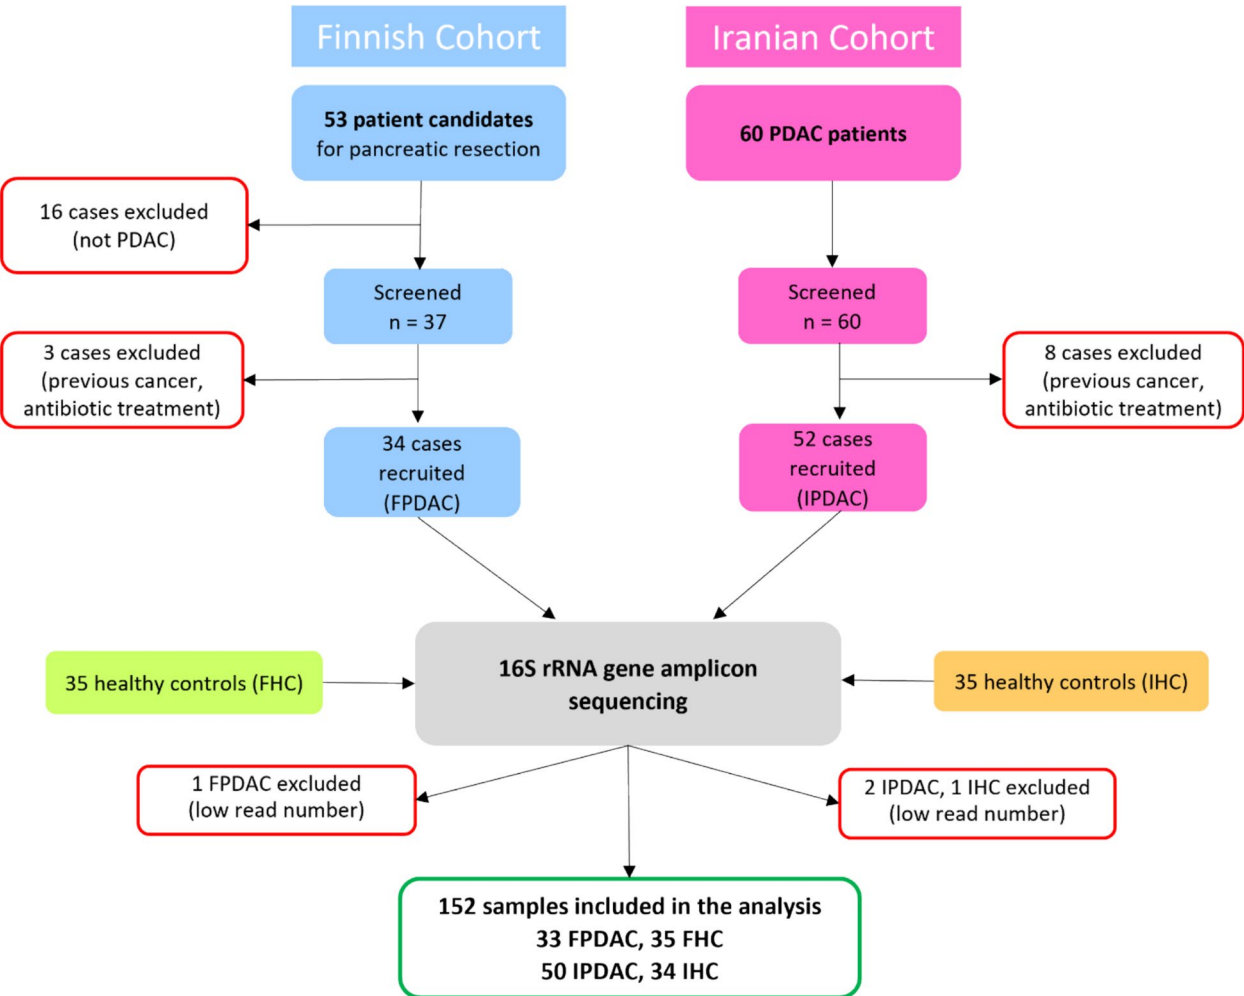 Finnish Cohort
Iranian Cohort
53 patient candidates
for pancreatic resection
60 PDAC patients
16 cases excluded
(not PDAC)
Screened
n = 37
Screened
n = 60
3 cases excluded
(previous cancer,
antibiotic treatment)
8 cases excluded
(previous cancer,
antibiotic treatment)
34 cases
recruited
(FPDAC)
52 cases
recruited
(IPDAC)
35 healthy controls (FHC)
16S rRNA gene amplicon
sequencing
35 healthy controls (IHC)
1 FPDAC excluded
(low read number)
2 IPDAC, 1 IHC excluded
(low read number)
152 samples included in the analysis
33 FPDAC, 35 FHC
50 IPDAC, 34 IHC